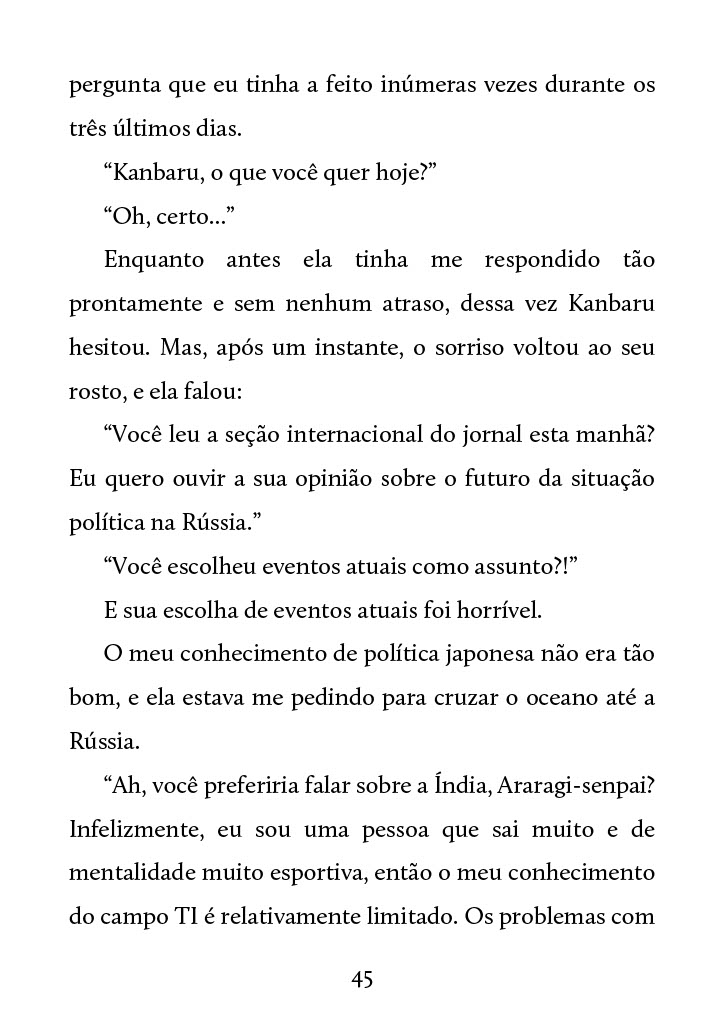 pergunta que eu tinha a feito inúmeras vezes durante os
três últimos dias.
“Kanbaru, o que você quer hoje?”
“Oh, certo...”
Enquanto antes ela tinha me respondido tão
prontamente e sem nenhum atraso, dessa vez Kanbaru
hesitou. Mas, após um instante, o sorriso voltou ao seu
rosto, e ela falou:
“Você leu a seção internacional do jornal esta manhã?
Eu quero ouvir a sua opinião sobre o futuro da situação
política na Rússia.”
“Você escolheu eventos atuais como assunto?!”
E sua escolha de eventos atuais foi horrível.
O meu conhecimento de política japonesa não era tão
bom, e ela estava me pedindo para cruzar o oceano até a
Rússia.
“Ah, você preferiria falar sobre a Índia, Araragi-senpai?
Infelizmente, eu sou uma pessoa que sai muito e de
mentalidade muito esportiva, então o meu conhecimento
do campo TI é relativamente limitado. Os problemas com
45